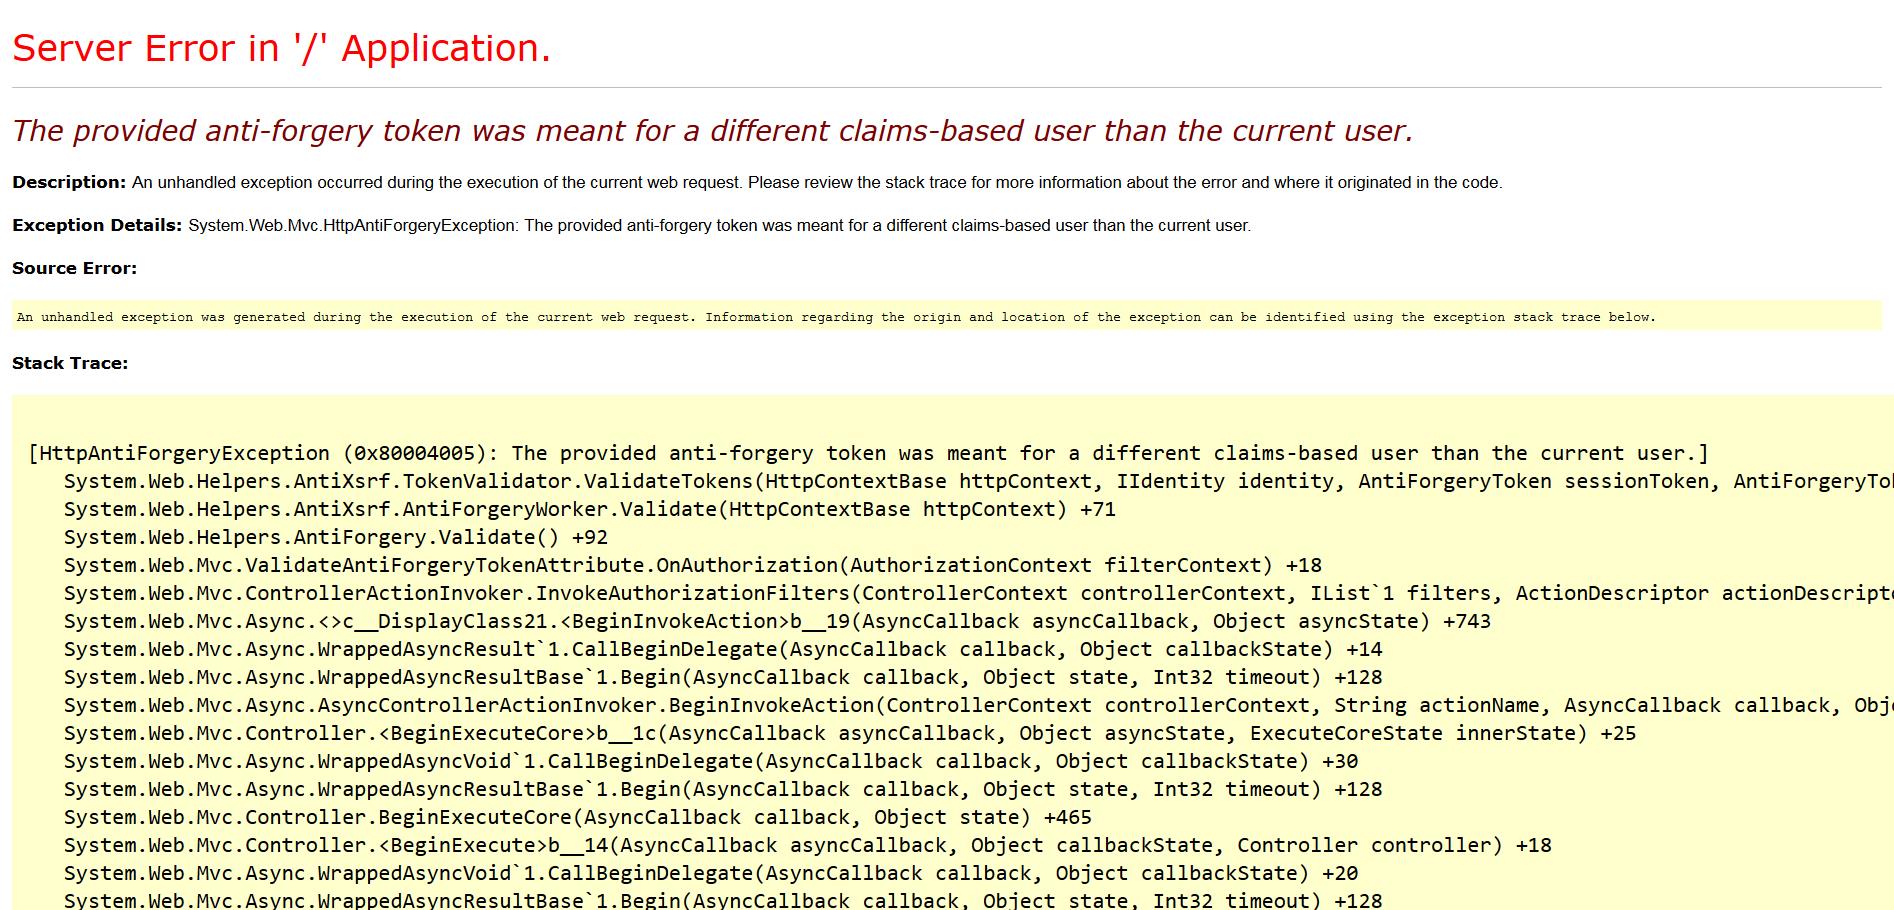 Server Error in '/' Application.
The provided anti-forgery token was meant for a different claims-based user than the current user.
Description: An unhandled exception occurred during the execution of the current web request. Please review the stack trace for more information about the error and where it originated in the code.
Exception Details: System.Web.Mvc.HttpAntiForgeryException: The provided anti-forgery token was meant for a different claims-based user than the current user.
Source Error:
An unhandled exception was generated during the execution of the current web request. Information regarding the origin and location of the exception can be identified using the exception stack trace below.
Stack Trace:
[HttpAntiForgeryException (0x80004005): The provided anti-forgery token was meant for a different claims-based user than the current user.]
System.Web.Helpers.AntiXsrf.TokenValidator.ValidateTokens(HttpContextBase httpContext, IIdentity identity, AntiForgeryToken sessionToken,
System.Web.Helpers.AntiXsrf.AntiForgeryWorker.Validate(HttpContextBase httpContext) +71
System.Web.Helpers.AntiForgery.Validate() +92
System.Web.Mvc.ValidateAntiForgeryTokenAttribute.OnAuthorization(AuthorizationContext filterContext) +18
System.Web.Mvc.ControllerActionInvoker.InvokeAuthorizationFilters(ControllerContext controllerContext, IList`1 filters, ActionDescriptor
System.Web.Mvc.Async.<>c__DisplayClass21.<BeginInvokeAction>b__19(AsyncCallback asyncCallback, Object asyncState) +743
System.Web.Mvc.Async.WrappedAsyncResult`1.CallBeginDelegate(AsyncCallback callback, Object callbackState) +14
System.Web.Mvc.Async.WrappedAsyncResultBase`1.Begin(AsyncCallback callback, Object state, Int32 timeout) +128
System.Web.Mvc.Async.AsyncControllerActionInvoker.BeginInvokeAction(ControllerContext controllerContext, String actionName, AsyncCallback callback,
System.Web.Mvc.Controller.<BeginExecuteCore>b__1c(AsyncCallback asyncCallback, Object asyncState, ExecuteCoreState innerState) +25
System.Web.Mvc.Async.WrappedAsyncVoid`1.CallBeginDelegate(AsyncCallback callback, Object callbackState) +30
System.Web.Mvc.Async.WrappedAsyncResultBase`1.Begin(AsyncCallback callback, Object state, Int32 timeout) +128
System.Web.Mvc.Controller.BeginExecuteCore(AsyncCallback callback, Object state) +465
System.Web.Mvc.Controller.<BeginExecute>b__14(AsyncCallback asyncCallback, Object callbackState, Controller controller) +18
System.Web.Mvc.Async.WrappedAsyncVoid`1.CallBeginDelegate(AsyncCallback callback, Object callbackState) +20
System.Web.Mvc.Async.WrappedAsyncResultBase`1.Begin(AsyncCallback callback, Object state, Int32 timeout) +128